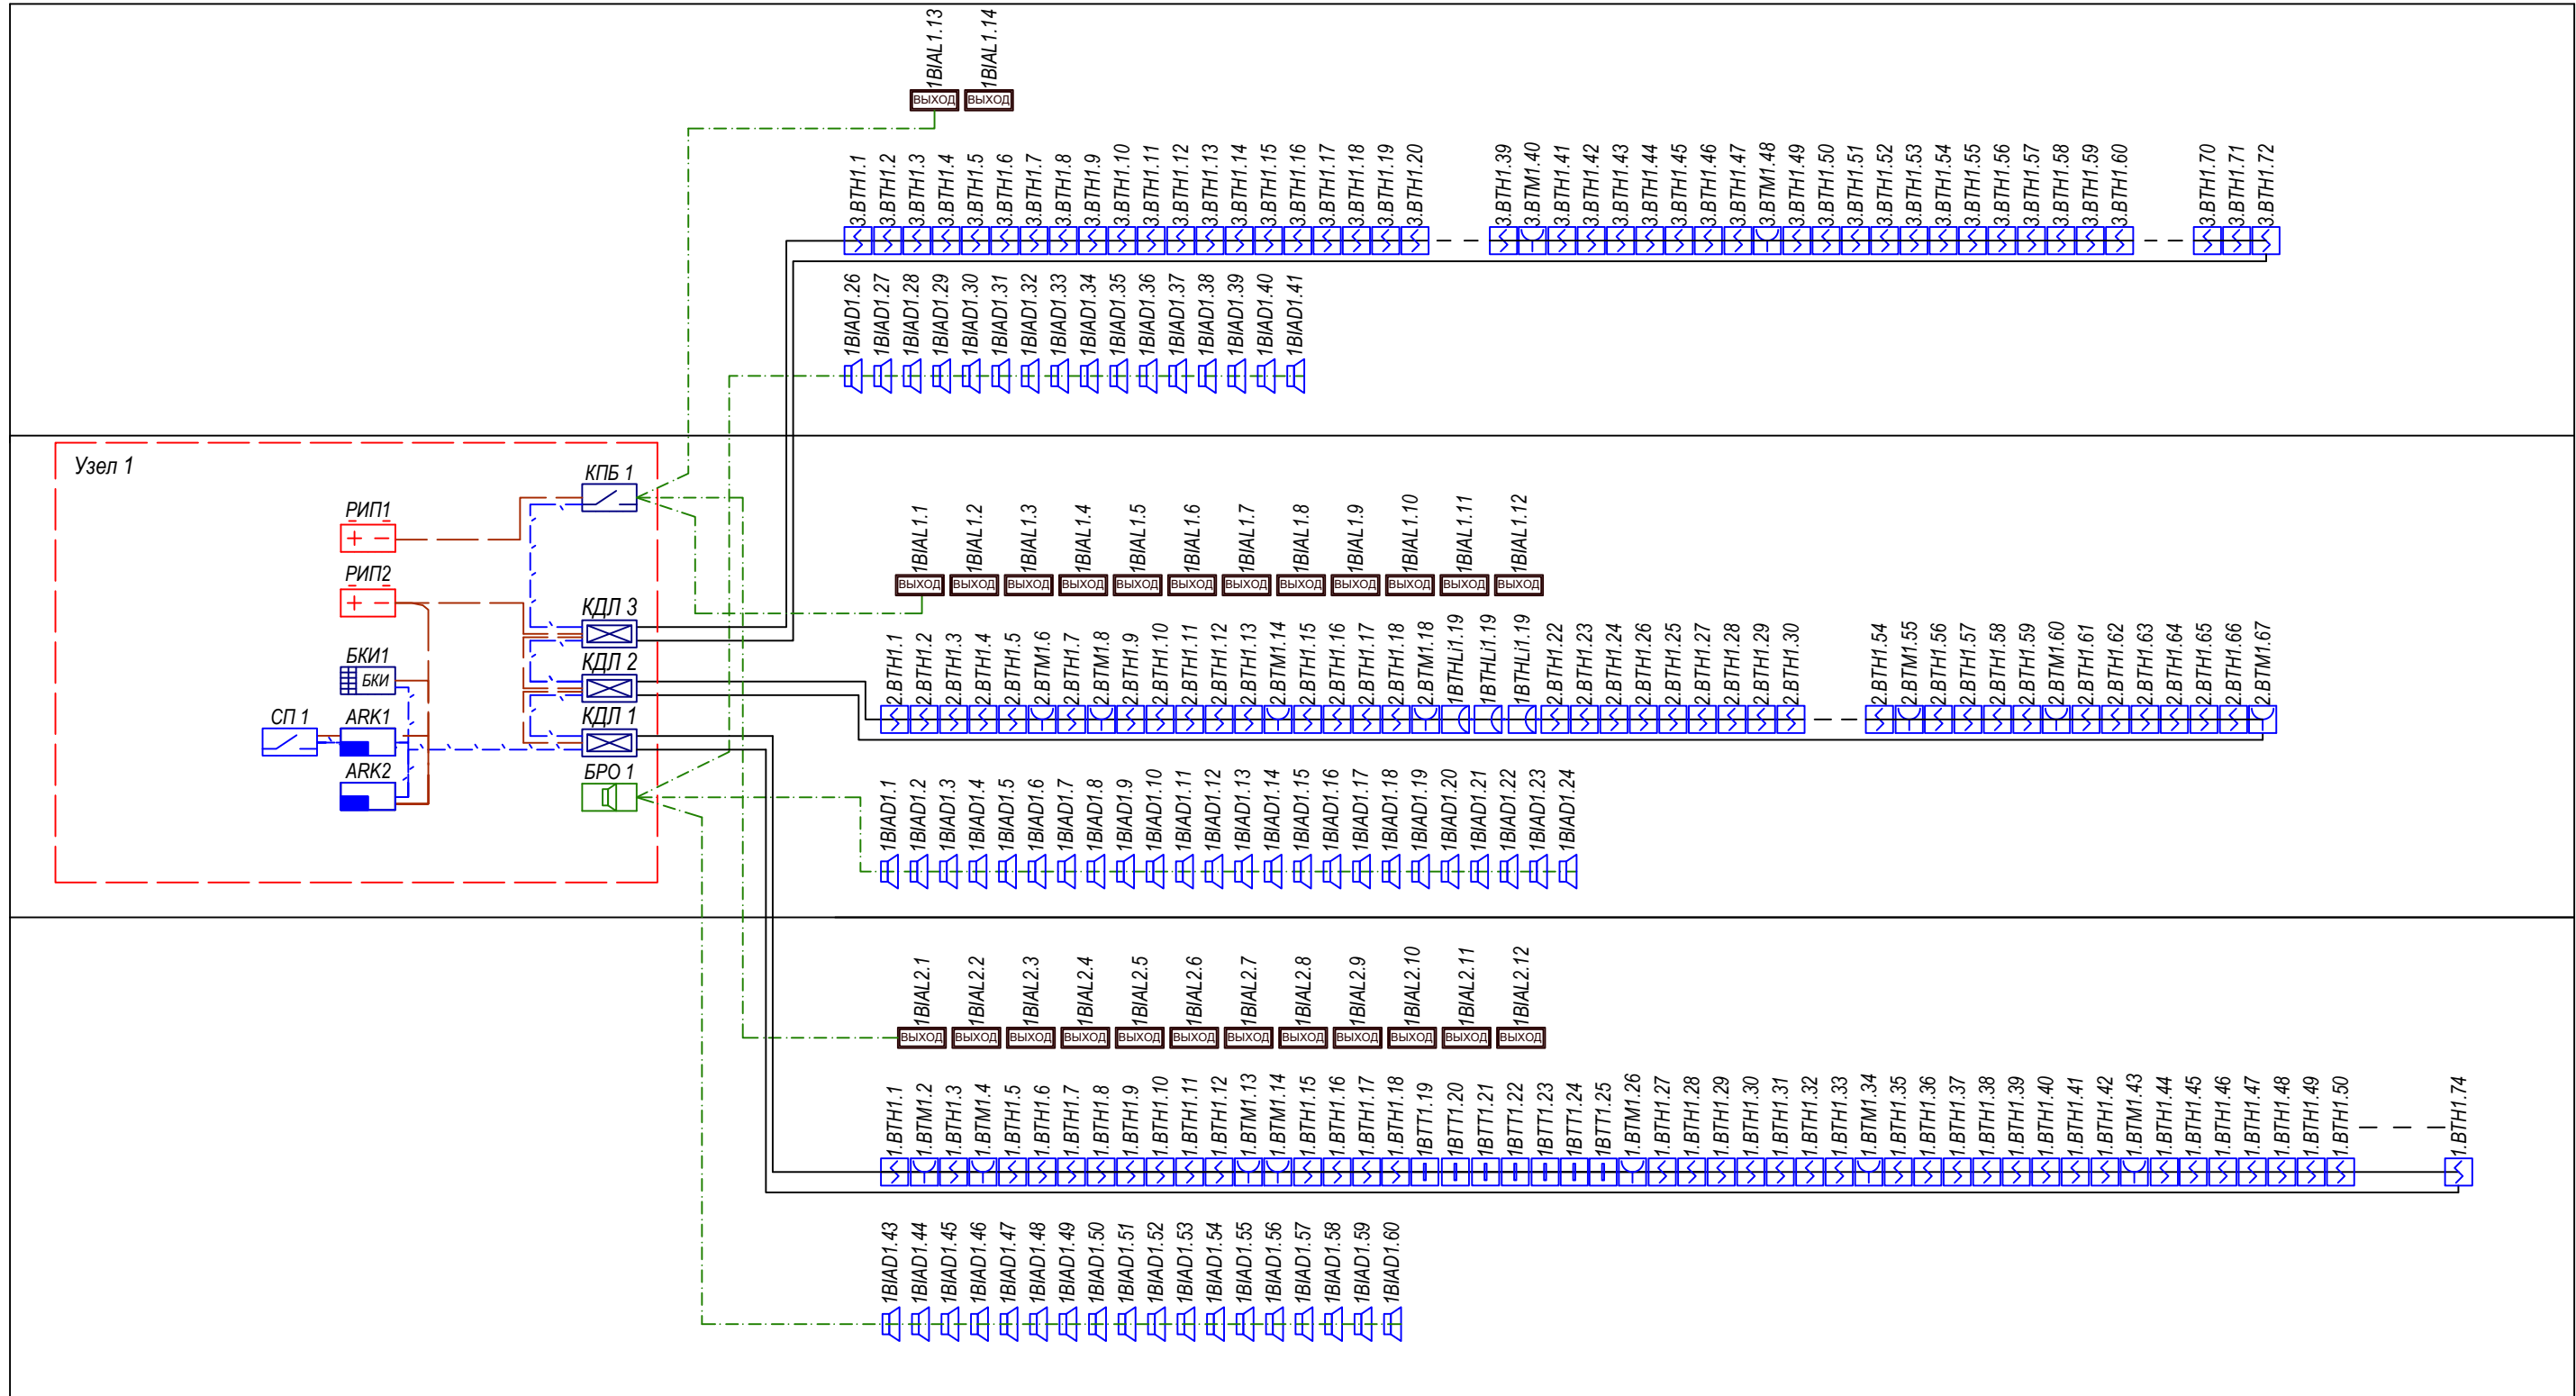 1BIAL1.13
1BIAL1.14
ВЫХОД
ВЫХОД
3.BTH1.1
3.BTH1.2
3.BTH1.3
3.BTH1.4
3.BTH1.5
3.BTH1.6
3.BTH1.7
3.BTH1.8
3.BTH1.9
3.BTH1.10
3.BTH1.11
3.BTH1.12
3.BTH1.13
3.BTH1.14
3.BTH1.15
3.BTH1.16
3.BTH1.17
3.BTH1.18
3.BTH1.19
3.BTH1.20
3.BTH1.39
3.BTM1.40
3.BTH1.41
3.BTH1.42
3.BTH1.43
3.BTH1.44
3.BTH1.45
3.BTH1.46
3.BTH1.47
3.BTM1.48
3.BTH1.49
3.BTH1.50
3.BTH1.51
3.BTH1.52
3.BTH1.53
3.BTH1.54
3.BTH1.55
3.BTH1.56
3.BTH1.57
3.BTH1.58
3.BTH1.59
3.BTH1.60
3.BTH1.70
3.BTH1.71
3.BTH1.72
1BIAD1.26
1BIAD1.27
1BIAD1.28
1BIAD1.29
1BIAD1.30
1BIAD1.31
1BIAD1.32
1BIAD1.33
1BIAD1.34
1BIAD1.35
1BIAD1.36
1BIAD1.37
1BIAD1.38
1BIAD1.39
1BIAD1.40
1BIAD1.41
Узел 1
КПБ 1
РИП1
РИП2
КДЛ 3
БКИ1
БКИ
КДЛ 2
СП 1
ARK1
КДЛ 1
ARK2
БРО 1
1BIAL1.1
1BIAL1.2
1BIAL1.3
1BIAL1.4
1BIAL1.5
1BIAL1.6
1BIAL1.7
1BIAL1.8
1BIAL1.9
1BIAL1.10
1BIAL1.11
1BIAL1.12
ВЫХОД
ВЫХОД
ВЫХОД
ВЫХОД
ВЫХОД
ВЫХОД
ВЫХОД
ВЫХОД
ВЫХОД
ВЫХОД
ВЫХОД
ВЫХОД
2.BTH1.1
2.BTH1.2
2.BTH1.3
2.BTH1.4
2.BTH1.5
2.BTM1.6
2.BTH1.7
2.BTM1.8
2.BTH1.9
2.BTH1.10
2.BTH1.11
2.BTH1.12
2.BTH1.13
2.BTM1.14
2.BTH1.15
2.BTH1.16
2.BTH1.17
2.BTH1.18
2.BTM1.18
1BTHLi1.19
1BTHLi1.19
1BTHLi1.19
2.BTH1.22
2.BTH1.23
2.BTH1.24
2.BTH1.26
2.BTH1.25
2.BTH1.27
2.BTH1.28
2.BTH1.29
2.BTH1.30
2.BTH1.54
2.BTM1.55
2.BTH1.56
2.BTH1.57
2.BTH1.58
2.BTH1.59
2.BTM1.60
2.BTH1.61
2.BTH1.62
2.BTH1.63
2.BTH1.64
2.BTH1.65
2.BTH1.66
2.BTM1.67
1BIAD1.1
1BIAD1.2
1BIAD1.3
1BIAD1.4
1BIAD1.5
1BIAD1.6
1BIAD1.7
1BIAD1.8
1BIAD1.9
1BIAD1.10
1BIAD1.11
1BIAD1.12
1BIAD1.13
1BIAD1.14
1BIAD1.15
1BIAD1.16
1BIAD1.17
1BIAD1.18
1BIAD1.19
1BIAD1.20
1BIAD1.21
1BIAD1.22
1BIAD1.23
1BIAD1.24
1BIAL2.1
1BIAL2.2
1BIAL2.3
1BIAL2.4
1BIAL2.5
1BIAL2.6
1BIAL2.7
1BIAL2.8
1BIAL2.9
1BIAL2.10
1BIAL2.11
1BIAL2.12
ВЫХОД
ВЫХОД
ВЫХОД
ВЫХОД
ВЫХОД
ВЫХОД
ВЫХОД
ВЫХОД
ВЫХОД
ВЫХОД
ВЫХОД
ВЫХОД
1.BTH1.1
1.BTM1.2
1.BTH1.3
1.BTM1.4
1.BTH1.5
1.BTH1.6
1.BTH1.7
1.BTH1.8
1.BTH1.9
1.BTH1.10
1.BTH1.11
1.BTH1.12
1.BTM1.13
1.BTM1.14
1.BTH1.15
1.BTH1.16
1.BTH1.17
1.BTH1.18
1BTT1.19
1BTT1.20
1BTT1.21
1BTT1.22
1BTT1.23
1BTT1.24
1BTT1.25
1.BTM1.26
1.BTH1.27
1.BTH1.28
1.BTH1.29
1.BTH1.30
1.BTH1.31
1.BTH1.32
1.BTH1.33
1.BTM1.34
1.BTH1.35
1.BTH1.36
1.BTH1.37
1.BTH1.38
1.BTH1.39
1.BTH1.40
1.BTH1.41
1.BTH1.42
1.BTM1.43
1.BTH1.44
1.BTH1.45
1.BTH1.46
1.BTH1.47
1.BTH1.48
1.BTH1.49
1.BTH1.50
1.BTH1.74
1BIAD1.43
1BIAD1.44
1BIAD1.45
1BIAD1.46
1BIAD1.47
1BIAD1.48
1BIAD1.49
1BIAD1.50
1BIAD1.51
1BIAD1.52
1BIAD1.53
1BIAD1.54
1BIAD1.55
1BIAD1.56
1BIAD1.57
1BIAD1.58
1BIAD1.59
1BIAD1.60